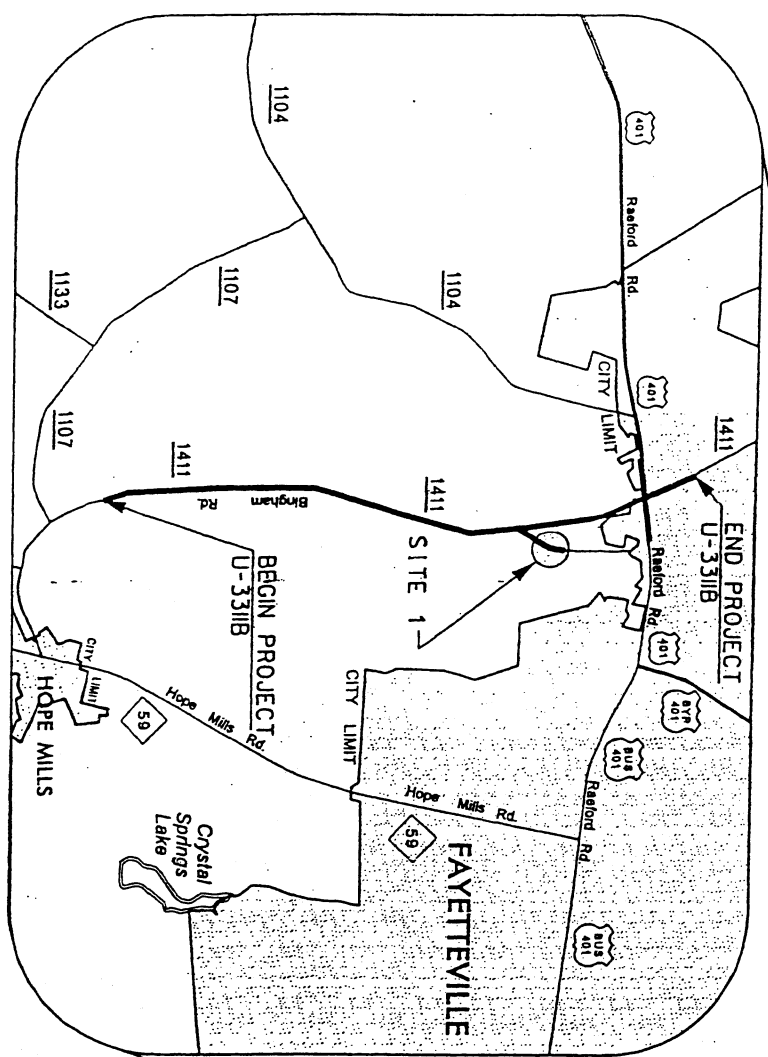 1411
END PROJECT
U-3311B
BYP
401
401
Raeford Rd.
401
401
Raeford Rd.
BUS
401
CITY LIMIT
Raeford Rd
BUS
401
FAYETTEVILLE
1104
1411
SITE 1
Hope Mills Rd.
59
CITY LIMIT
1104
BEGIN PROJECT
U-3311B
Bingham Rd.
1107
Hope Mills Rd.
1411
Crystal
Springs
Lake
59
CITY LIMIT
1133
1107
HOPE MILLS